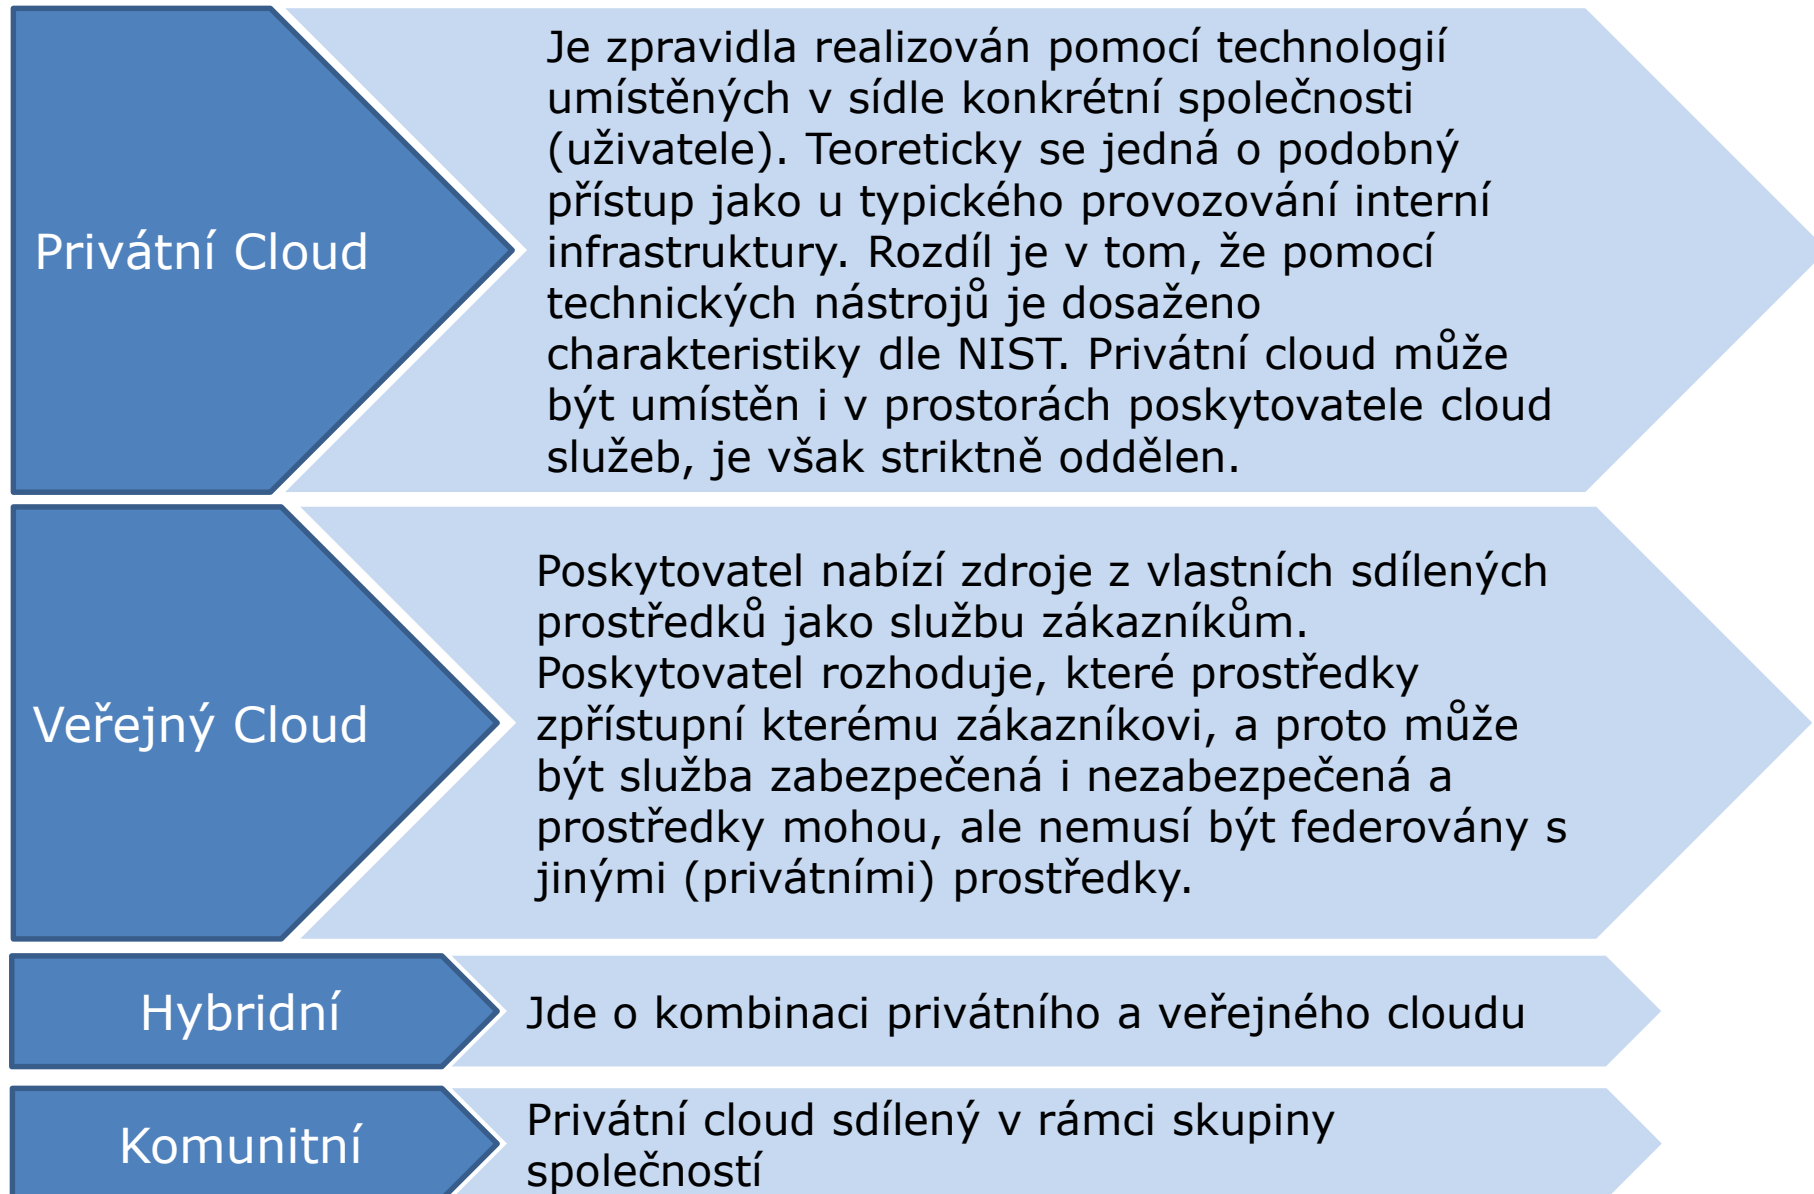 Privátní Cloud
Je zpravidla realizován pomocí technologií
umístěných v sídle konkrétní společnosti
(uživatele). Teoreticky se jedná o podobný
přístup jako u typického provozování interní
infrastruktury. Rozdíl je v tom, že pomocí
technických nástrojů je dosaženo
charakteristiky dle NIST. Privátní cloud může
být umístěn i v prostorách poskytovatele cloud
služeb, je však striktně oddělen.
Veřejný Cloud
Poskytovatel nabízí zdroje z vlastních sdílených
prostředků jako službu zákazníkům.
Poskytovatel rozhoduje, které prostředky
zpřístupní kterému zákazníkovi, a proto může
být služba zabezpečená i nezabezpečená a
prostředky mohou, ale nemusí být federovány s
jinými (privátními) prostředky.
Hybridní
Jde o kombinaci privátního a veřejného cloudu
Komunitní
Privátní cloud sdílený v rámci skupiny
společností